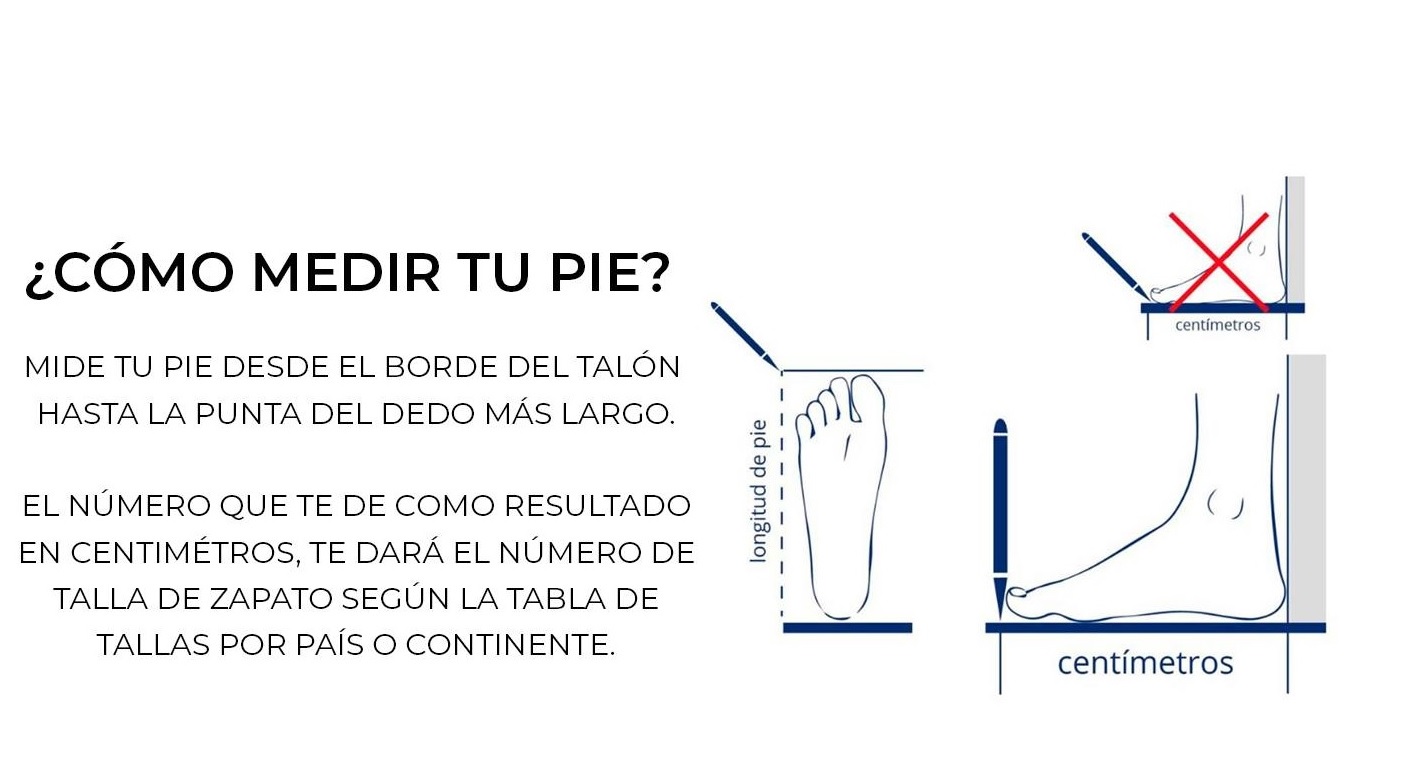 ¿CÓMO MEDIR TU PIE?
MIDE TU PIE DESDE EL BORDE DEL TALÓN
HASTA LA PUNTA DEL DEDO MÁS LARGO.
EL NÚMERO QUE TE DE COMO RESULTADO
EN CENTIMÉTROS, TE DARÁ EL NÚMERO DE
TALLA DE ZAPATO SEGÚN LA TABLA DE
TALLAS POR PAÍS O CONTINENTE.
longitud de pie
centímetros
centímetros